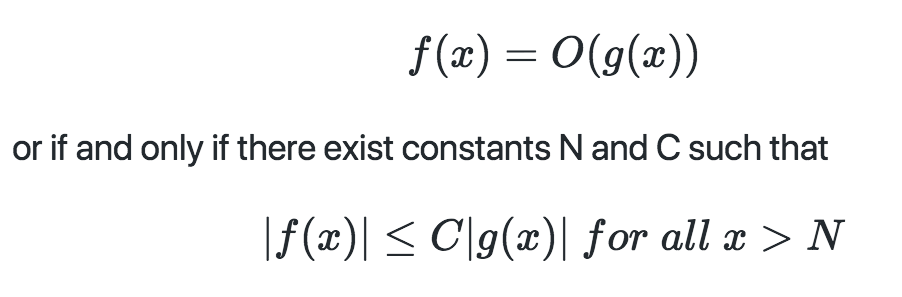 f(x) = O(g(x))
or if and only if there exist constants N and C such that
|f(x)| ≤ C|g(x)| for all x > N